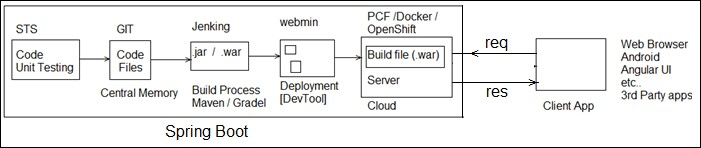 STS
Code
Unit Testing
GIT
Code
Files
Central Memory
Jenking
.jar / .war
Build Process
Maven / Gradel
webmin
Deployment
[DevTool]
PCF /Docker /
OpenShift
Build file (.war)
Server
Cloud
req
res
Client App
Web Browser
Android
Angular UI
etc..
3rd Party apps
Spring Boot